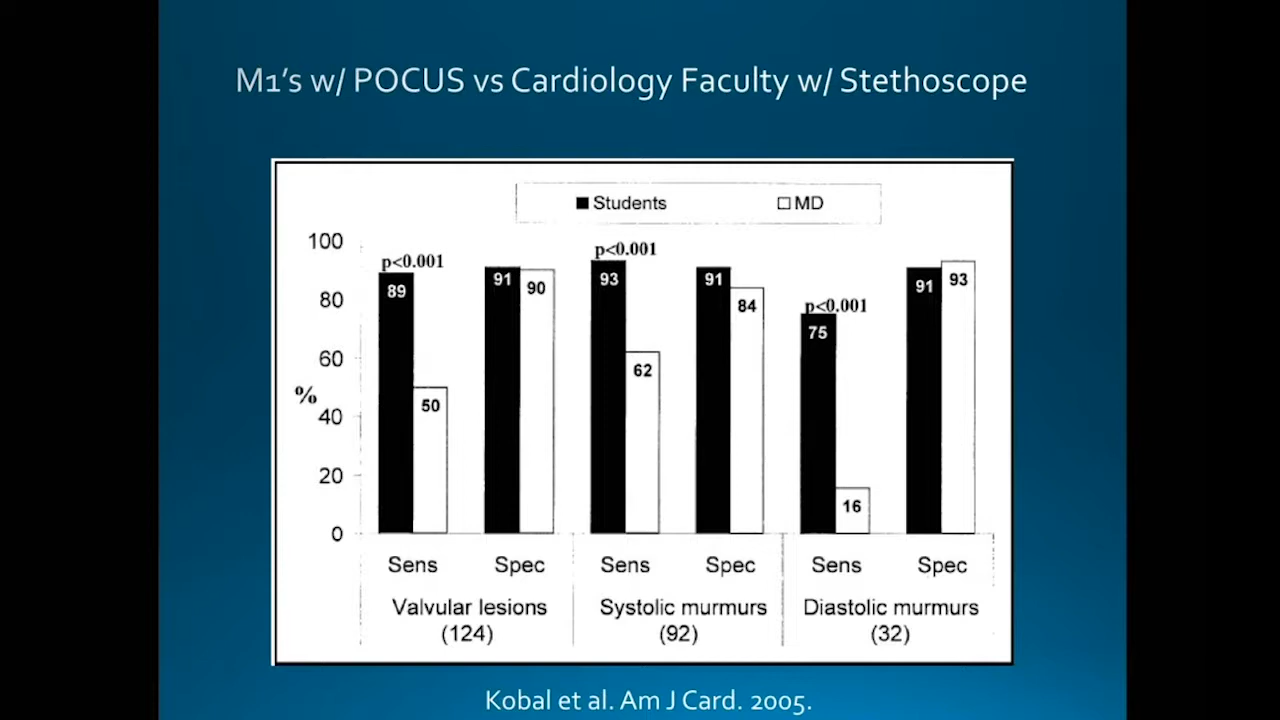 M1's w/ POCUS vs Cardiology Faculty w/ Stethoscope
Students MD
100
80
60
%
40
20
0
p<0.001
89
50
91
90
p<0.001
93
62
91
84
p<0.001
75
16
91
93
Sens Spec Sens Spec Sens Spec
Valvular lesions Systolic murmurs Diastolic murmurs
(124) (92) (32)
Kobal et al. Am J Card. 2005.